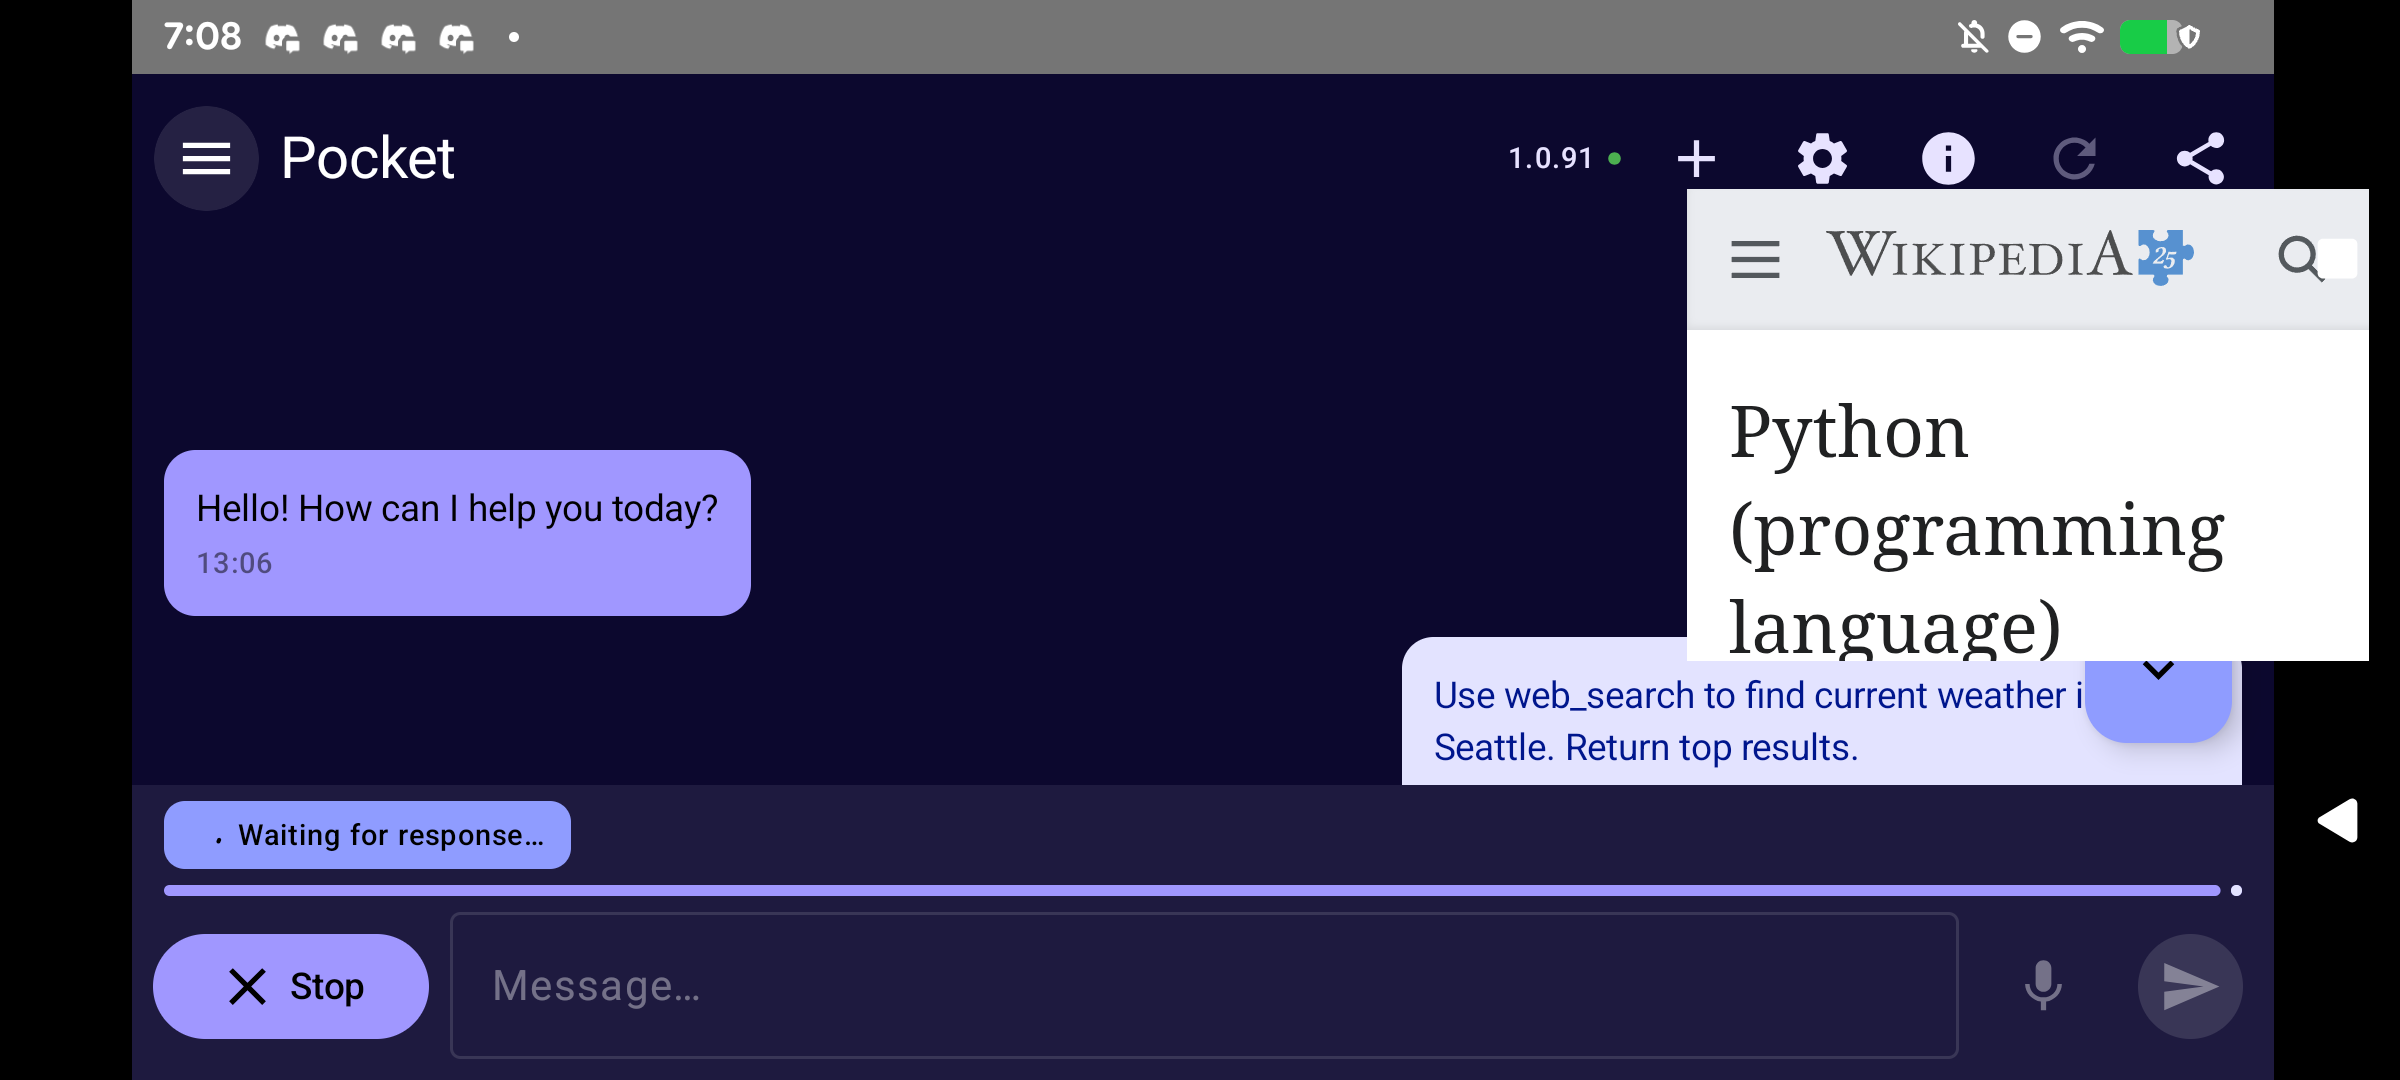 7:08
Pocket
1.0.91
WIKIPEDIA 25
Python
(programming
language)
Hello! How can I help you today?
13:06
Use web_search to find current weather
Seattle. Return top results.
Waiting for response...
Stop
Message...